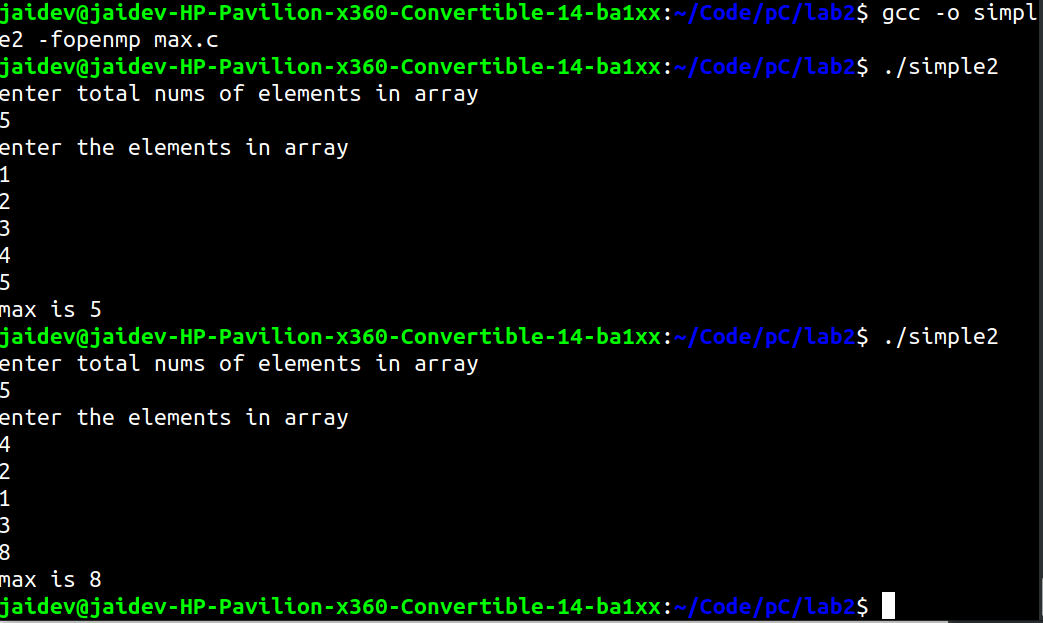 jaidev@jaidev-HP-Pavilion-x360-Convertible-14-ba1xx:~/Code/pC/lab2$ gcc -o simpl
e2 -fopenmp max.c
jaidev@jaidev-HP-Pavilion-x360-Convertible-14-ba1xx:~/Code/pC/lab2$ ./simple2
enter total nums of elements in array
5
enter the elements in array
1
2
3
4
5
max is 5
jaidev@jaidev-HP-Pavilion-x360-Convertible-14-ba1xx:~/Code/pC/lab2$ ./simple2
enter total nums of elements in array
5
enter the elements in array
4
2
1
3
8
max is 8
jaidev@jaidev-HP-Pavilion-x360-Convertible-14-ba1xx:~/Code/pC/lab2$